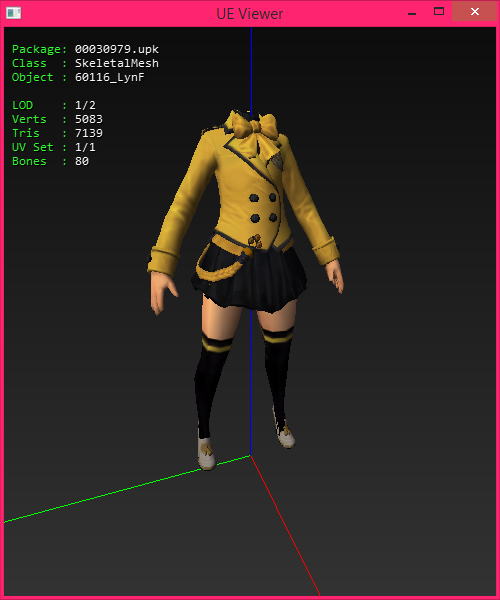 UE Viewer
Package: 00030979.upk
Class : SkeletalMesh
Object : 60116_LynF
LOD : 1/2
Verts : 5083
Tris : 7139
UV Set : 1/1
Bones : 80